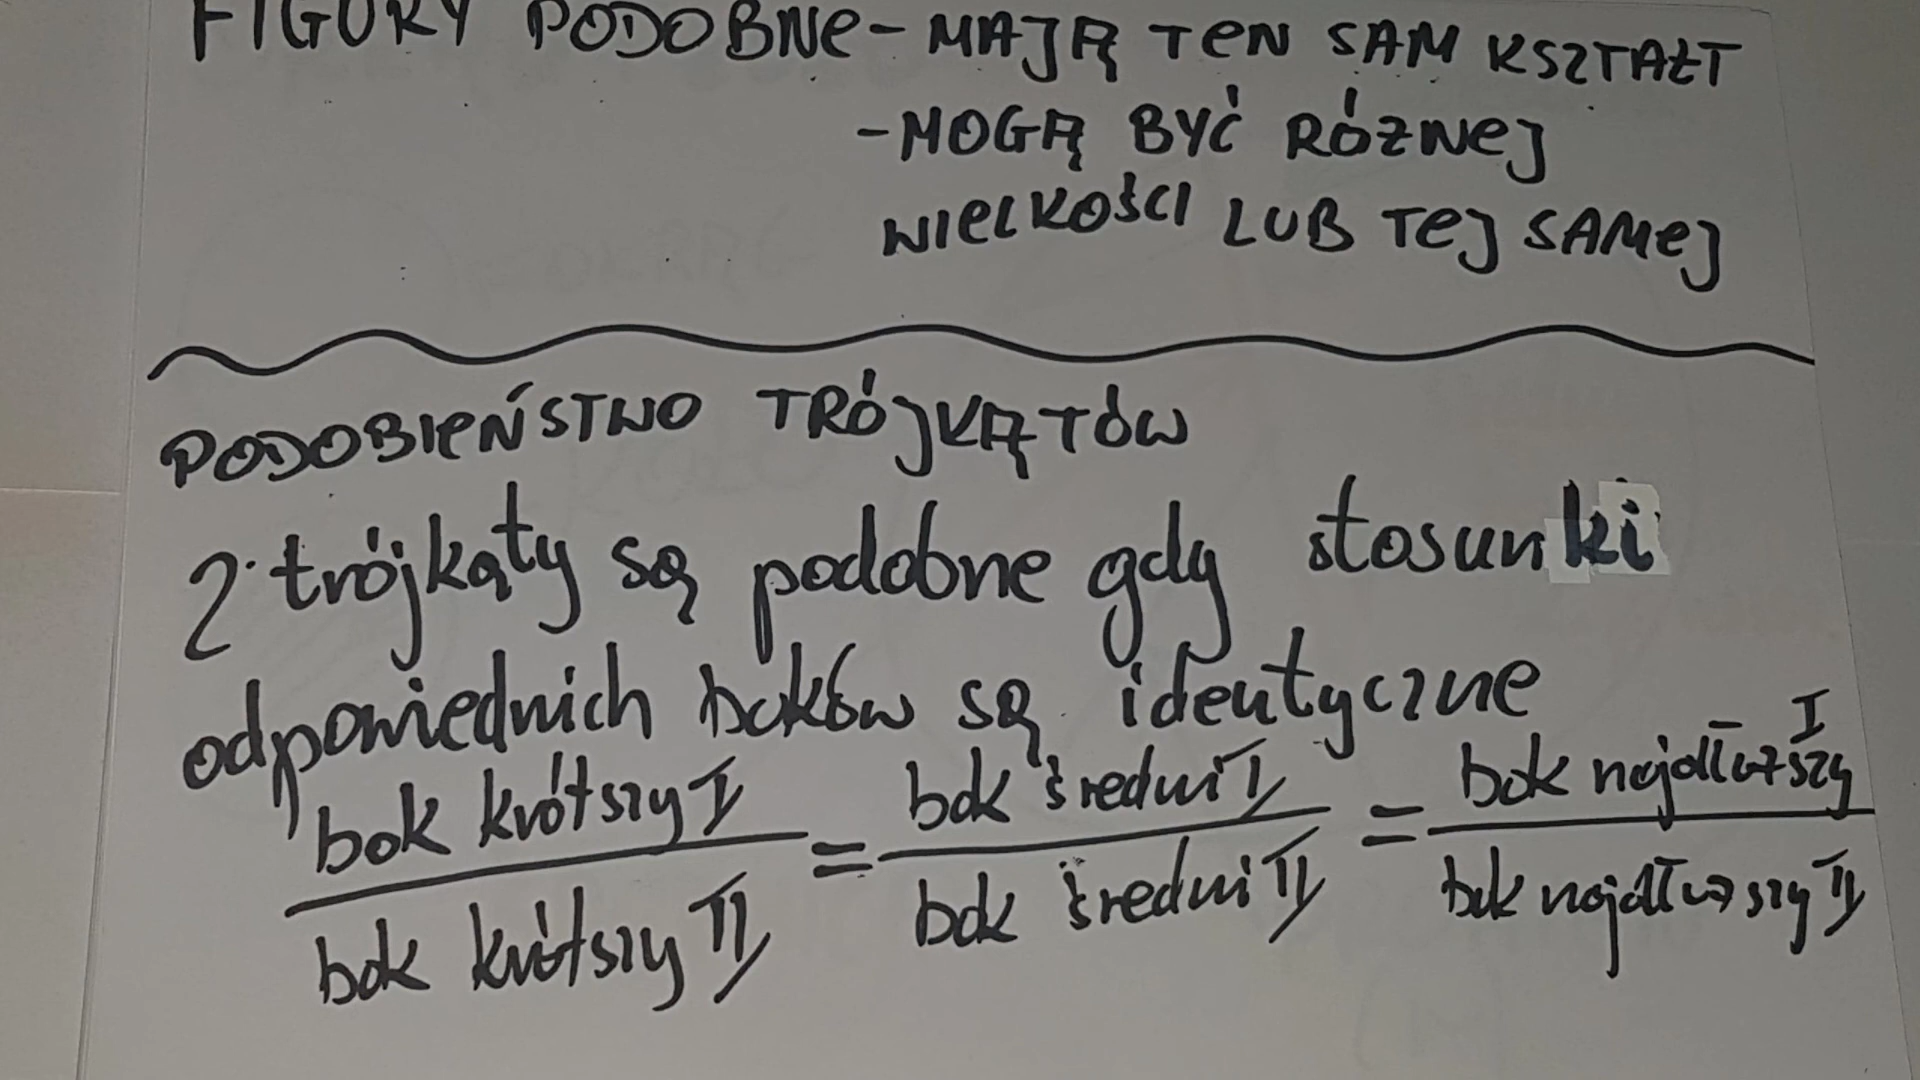 FIGURY PODOBNE - MAJĄ TEN SAM KSZTAŁT
- MOGĄ BYĆ RÓŻNEJ
WIELKOŚCI LUB TEJ SAMEJ
PODOBIEŃSTWO TRÓJKĄTÓW
2 trójkąty są podobne gdy stosunki
odpowiednich boków są identyczne
bok krótszy I / bok krótszy II = bok średni I / bok średni II = bok najdłuższy I / bok najdłuższy II